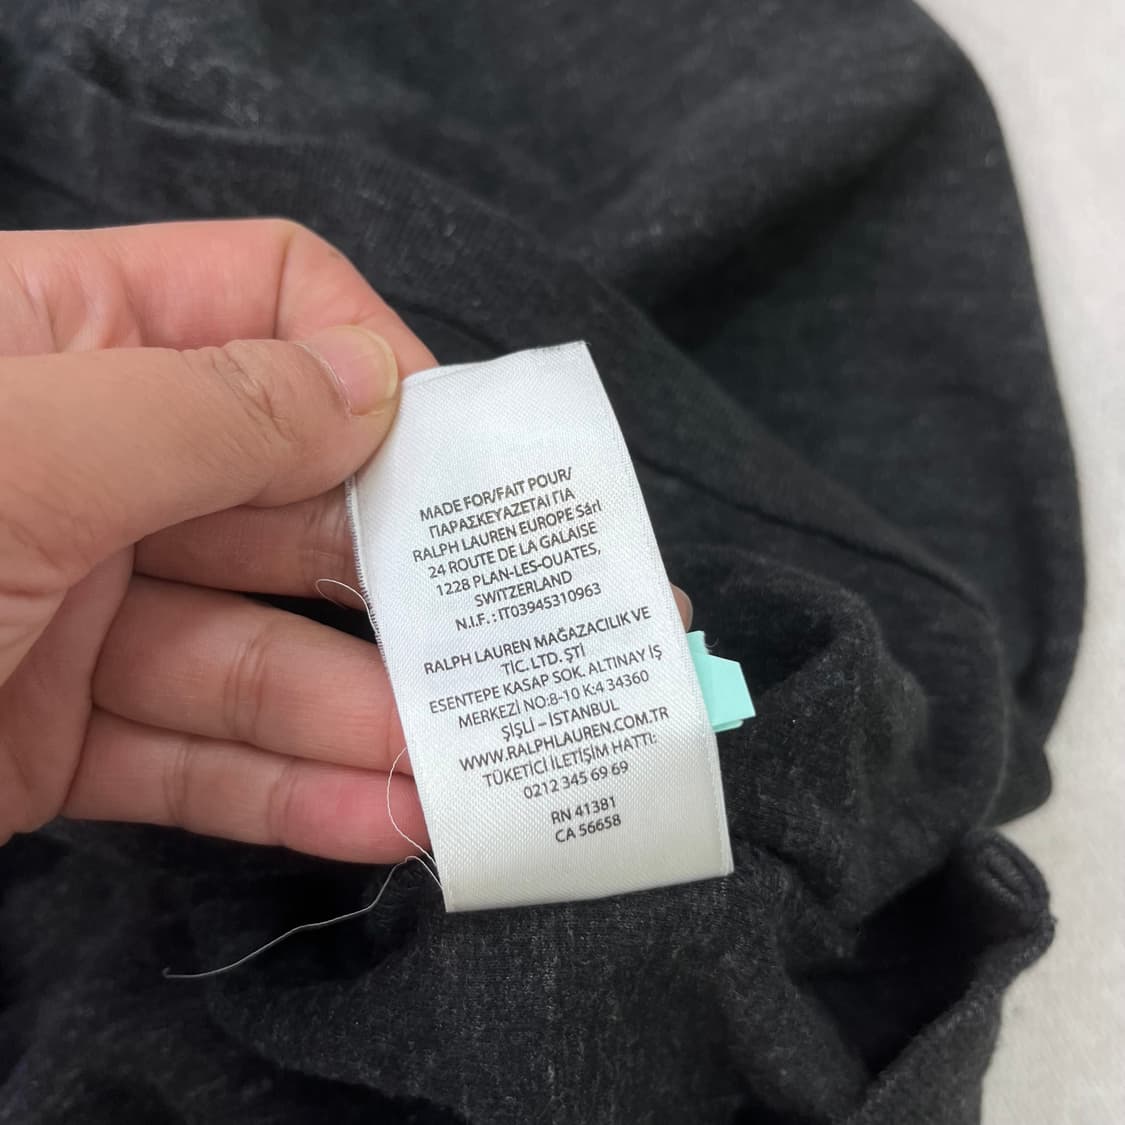 MADE FOR/FAIT POUR/
ΠΑΡΑΣΚΕΥΑΖΕΤΑΙ ΓΙΑ
RALPH LAUREN EUROPE Sárl
24 ROUTE DE LA GALAISE
1228 PLAN-LES-OUATES,
SWITZERLAND
N.I.F. : IT03945310963
RALPH LAUREN MAĞAZACILIK VE
TİC. LTD. ŞTİ
ESENTEPE KASAP SOK. ALTINAY İŞ
MERKEZİ NO:8-10 K:4 34360
ŞİŞLİ – İSTANBUL
WWW.RALPHLAUREN.COM.TR
TÜKETİCİ İLETİŞİM HATTI:
0212 345 69 69
RN 41381
CA 56658